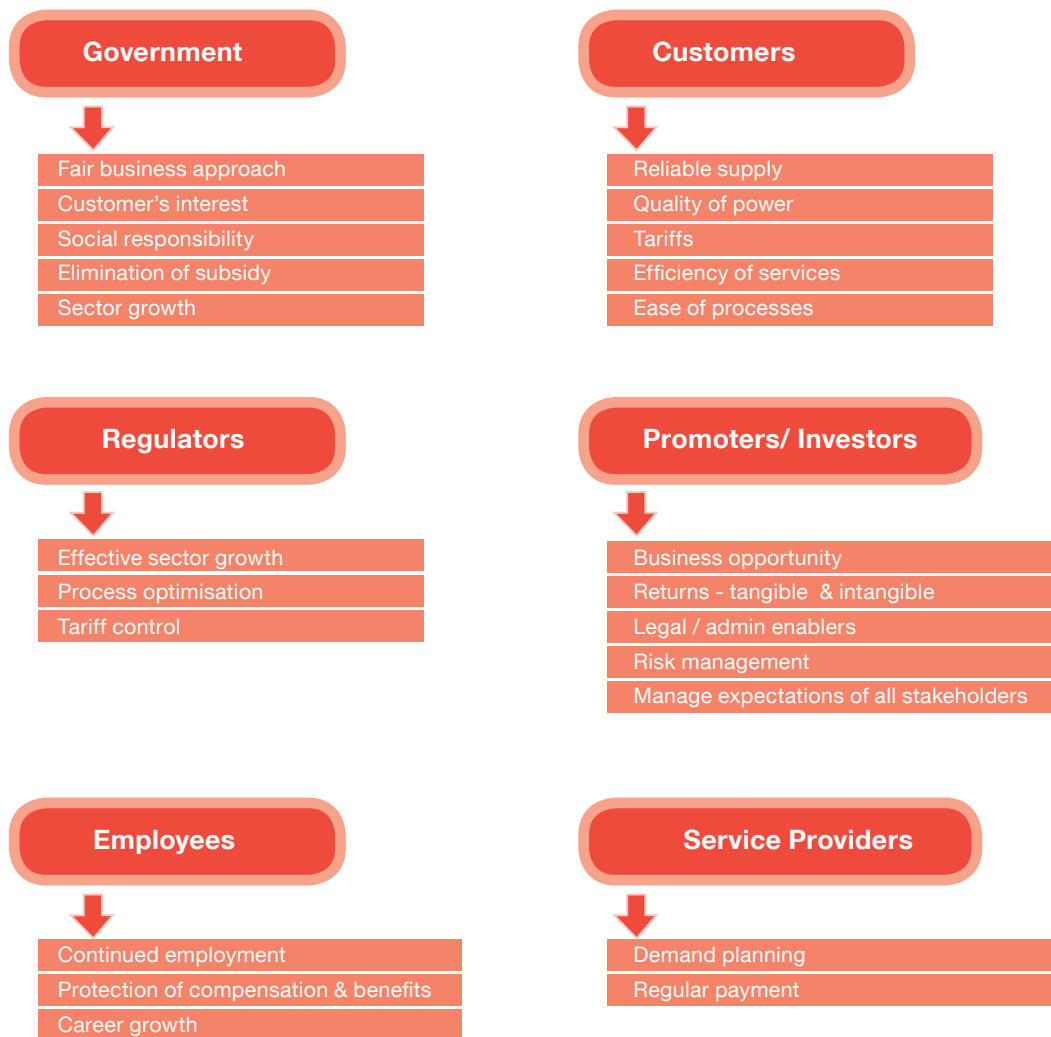 Government
Fair business approach
Customer’s interest
Social responsibility
Elimination of subsidy
Sector growth
Customers
Reliable supply
Quality of power
Tariffs
Efficiency of services
Ease of processes
Regulators
Effective sector growth
Process optimisation
Tariff control
Promoters/ Investors
Business opportunity
Returns - tangible & intangible
Legal / admin enablers
Risk management
Manage expectations of all stakeholders
Employees
Continued employment
Protection of compensation & benefits
Career growth
Service Providers
Demand planning
Regular payment